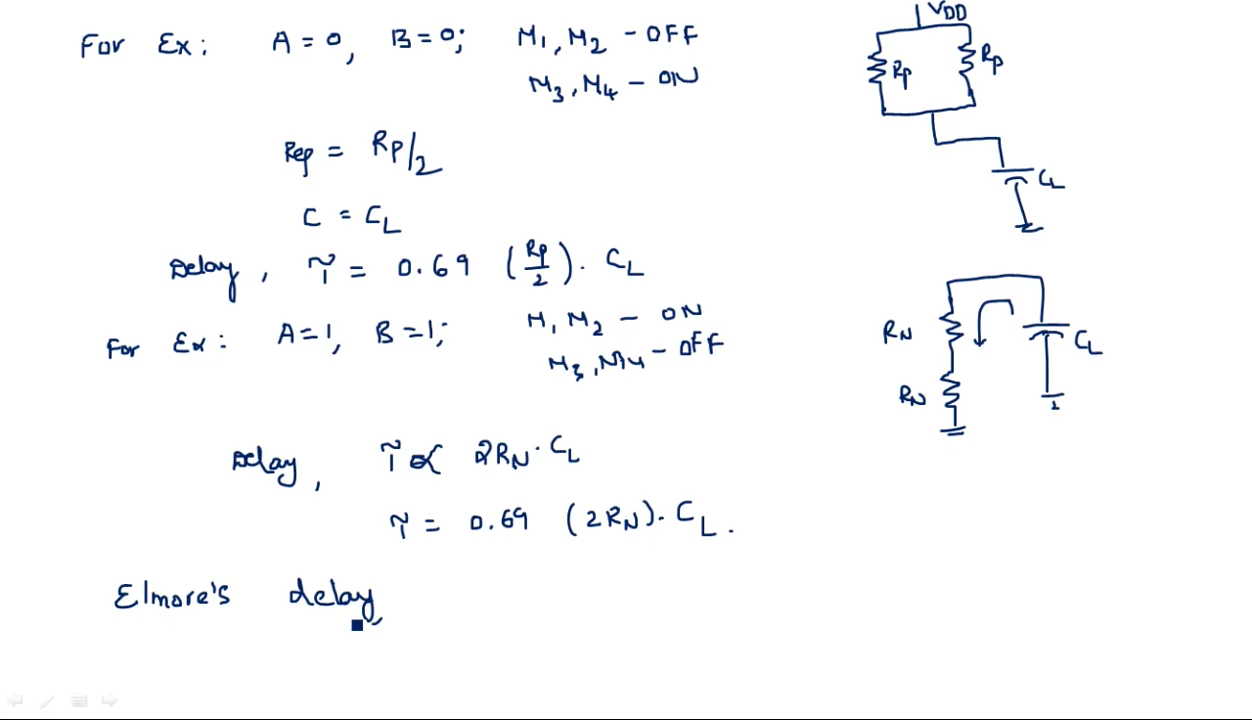 For Ex: A = 0, B = 0; M1, M2 - OFF
M3, M4 - ON
Rep = Rp/2
C = CL
Delay, τ = 0.69 (Rp/2) . CL
For Ex: A = 1, B = 1; M, M2 - ON
M3, M4 - OFF
Delay, τ ∝ 2RN . CL
τ = 0.69 (2RN) . CL .
Elmore's delay,
VDD
Rp Rp
CL
RN CL
RN